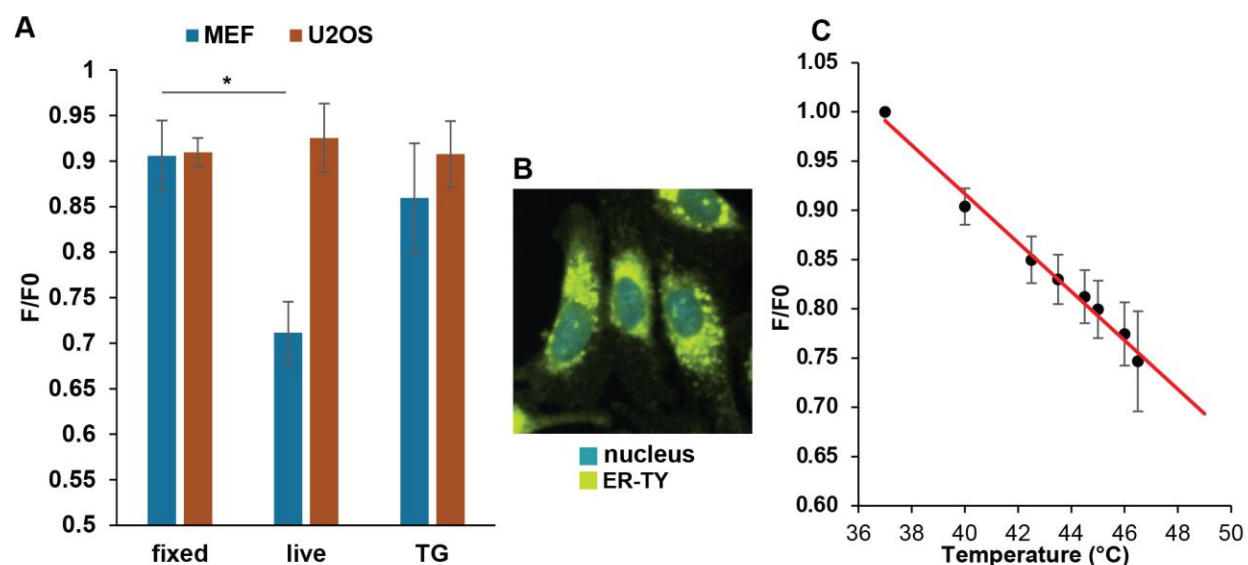 A
MEF U2OS
F/F0
1
0.95
0.9
0.85
0.8
0.75
0.7
0.65
0.6
0.55
0.5
*
fixed live TG
B
nucleus
ER-TY
C
F/F0
1.05
1.00
0.95
0.90
0.85
0.80
0.75
0.70
0.65
0.60
36 38 40 42 44 46 48 50
Temperature (°C)